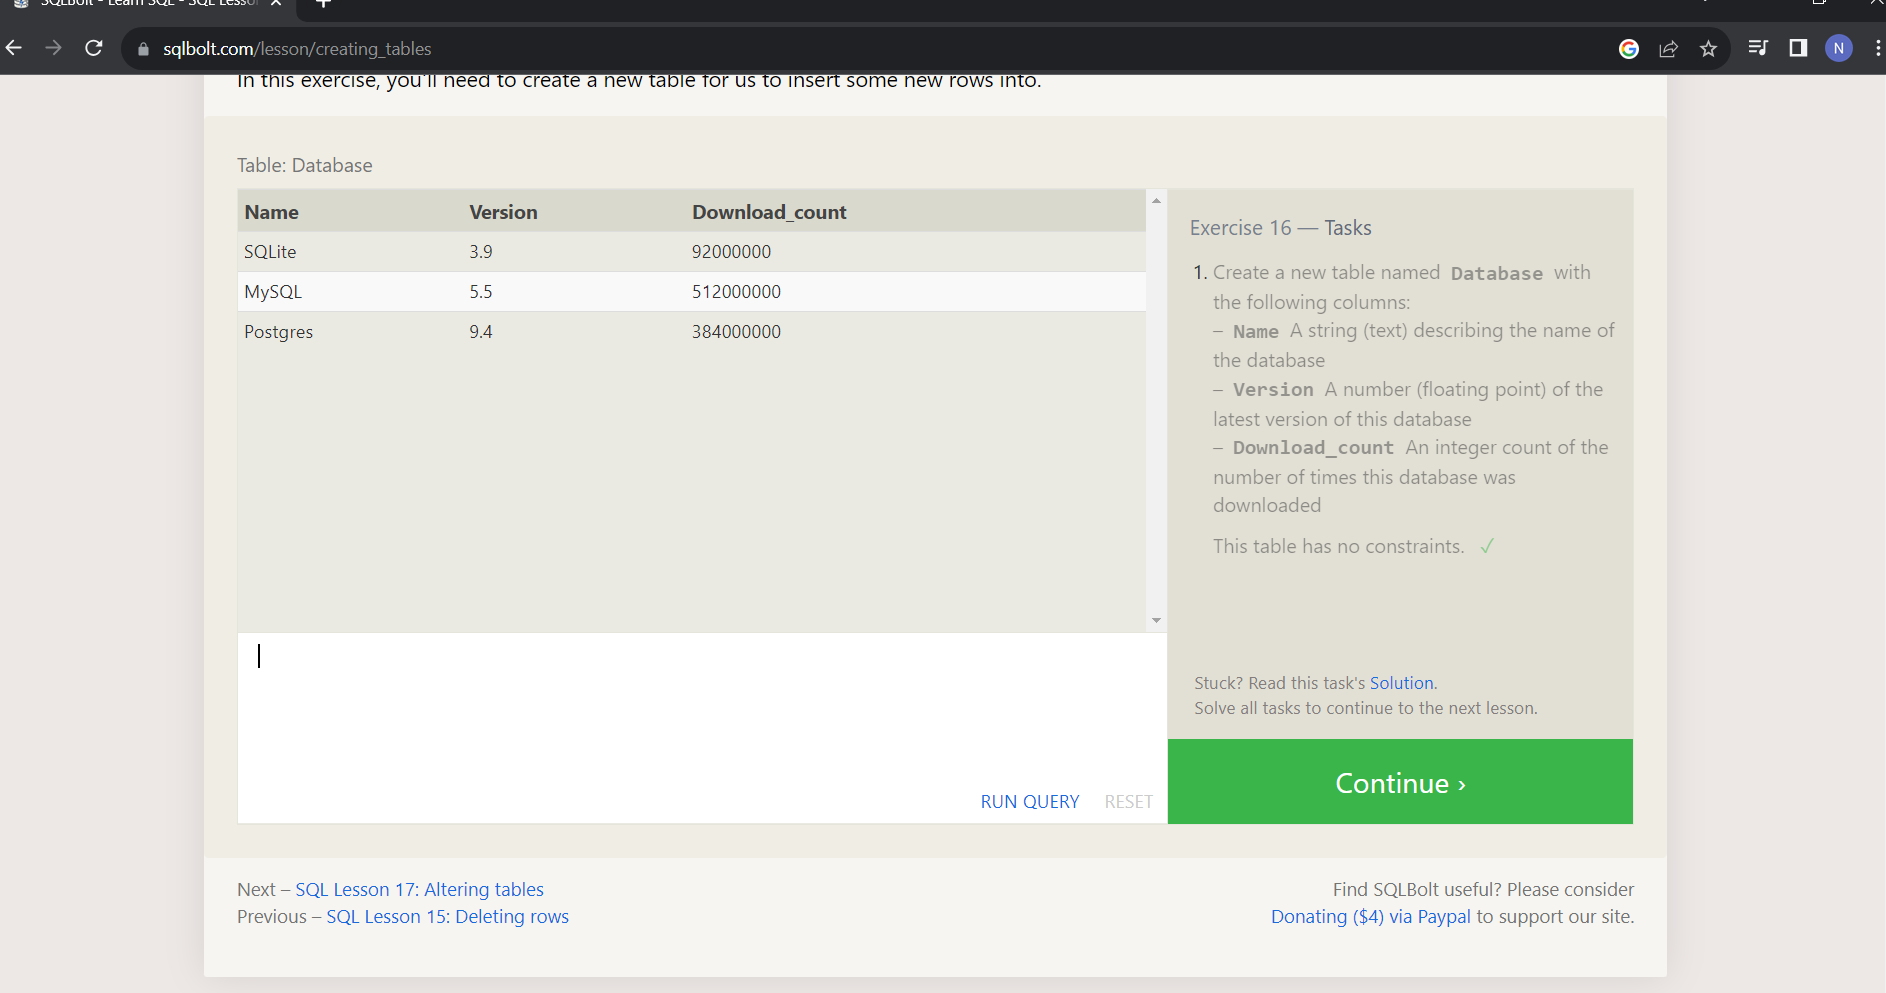 SQLBolt - Learn SQL - SQL Lesson
sqlbolt.com/lesson/creating_tables
N
In this exercise, you'll need to create a new table for us to insert some new rows into.
Table: Database
Name Version Download_count
SQLite 3.9 92000000
MySQL 5.5 512000000
Postgres 9.4 384000000
RUN QUERY RESET
Exercise 16 — Tasks
1. Create a new table named Database with
the following columns:
– Name A string (text) describing the name of
the database
– Version A number (floating point) of the
latest version of this database
– Download_count An integer count of the
number of times this database was
downloaded
This table has no constraints. ✓
Stuck? Read this task's Solution.
Solve all tasks to continue to the next lesson.
Continue ›
Next – SQL Lesson 17: Altering tables
Previous – SQL Lesson 15: Deleting rows
Find SQLBolt useful? Please consider
Donating ($4) via Paypal to support our site.